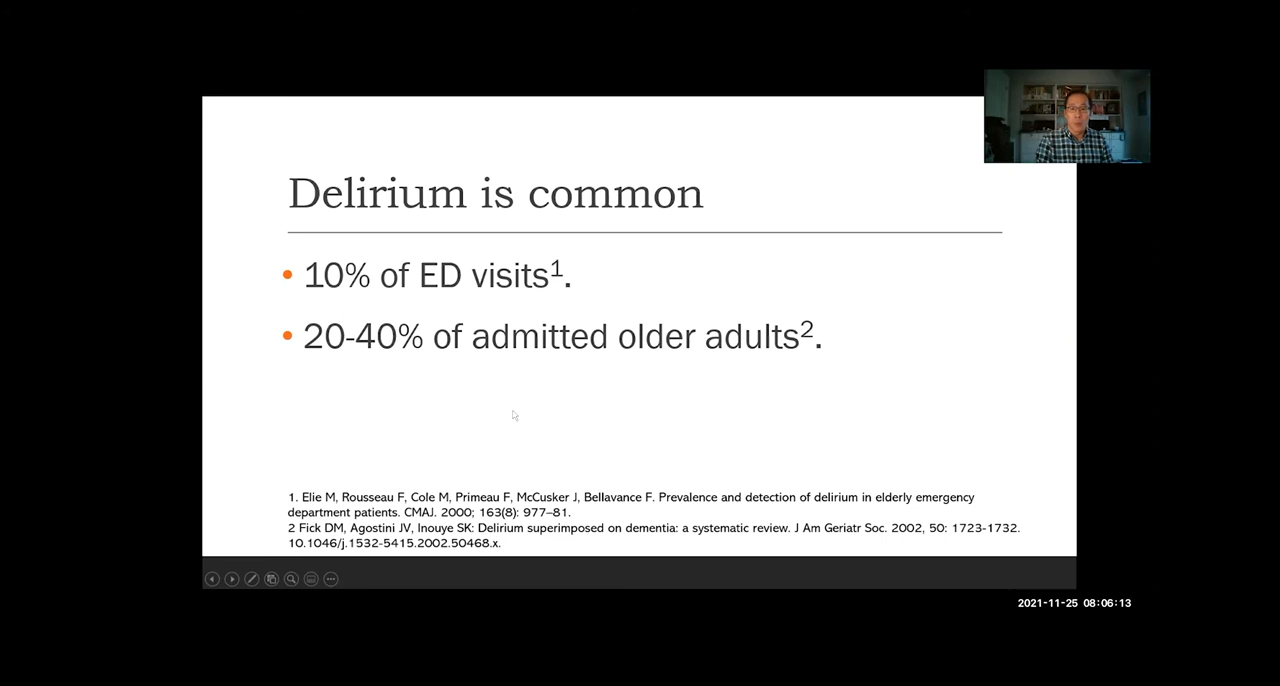 Delirium is common
• 10% of ED visits¹.
• 20-40% of admitted older adults².
1. Elie M, Rousseau F, Cole M, Primeau F, McCusker J, Bellavance F. Prevalence and detection of delirium in elderly emergency
department patients. CMAJ. 2000; 163(8): 977–81.
2 Fick DM, Agostini JV, Inouye SK: Delirium superimposed on dementia: a systematic review. J Am Geriatr Soc. 2002, 50: 1723-1732.
10.1046/j.1532-5415.2002.50468.x.
2021-11-25 08:06:13